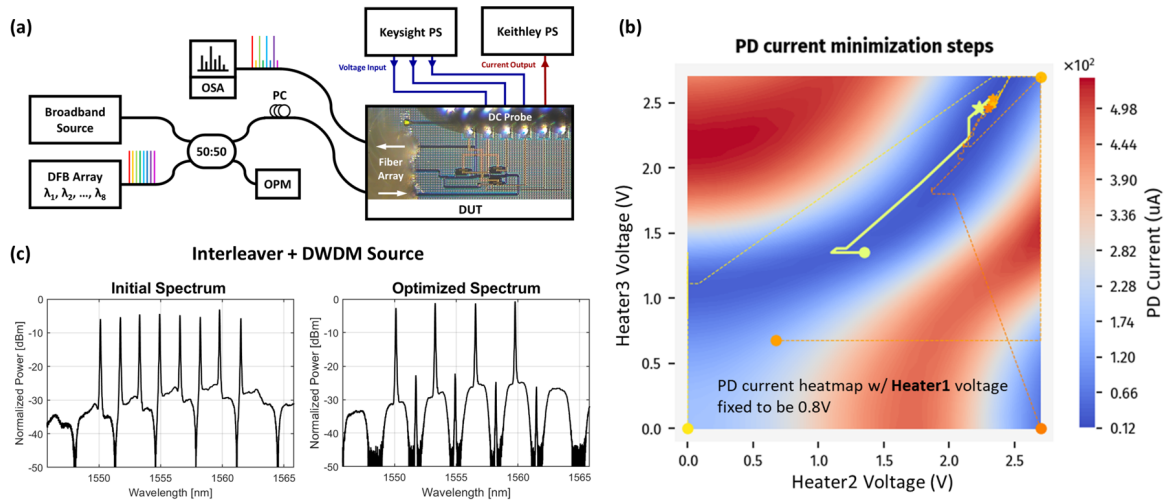 (a)
OSA
Keysight PS
Keithley PS
Voltage Input
Current Output
PC
Broadband
Source
DFB Array
λ1, λ2, ..., λ8
50:50
OPM
DC Probe
Fiber
Array
DUT
(b)
PD current minimization steps
×10²
Heater3 Voltage (V)
2.5
2.0
1.5
1.0
0.5
0.0
PD current heatmap w/ Heater1 voltage
fixed to be 0.8V
0.0 0.5 1.0 1.5 2.0 2.5
Heater2 Voltage (V)
4.98
4.44
3.90
3.36
2.82
2.28
1.74
1.20
0.66
0.12
PD Current (uA)
(c)
Interleaver + DWDM Source
Initial Spectrum
Normalized Power [dBm]
0
-10
-20
-30
-40
-50
1550 1555 1560 1565
Wavelength [nm]
Optimized Spectrum
Normalized Power [dBm]
0
-10
-20
-30
-40
-50
1550 1555 1560 1565
Wavelength [nm]